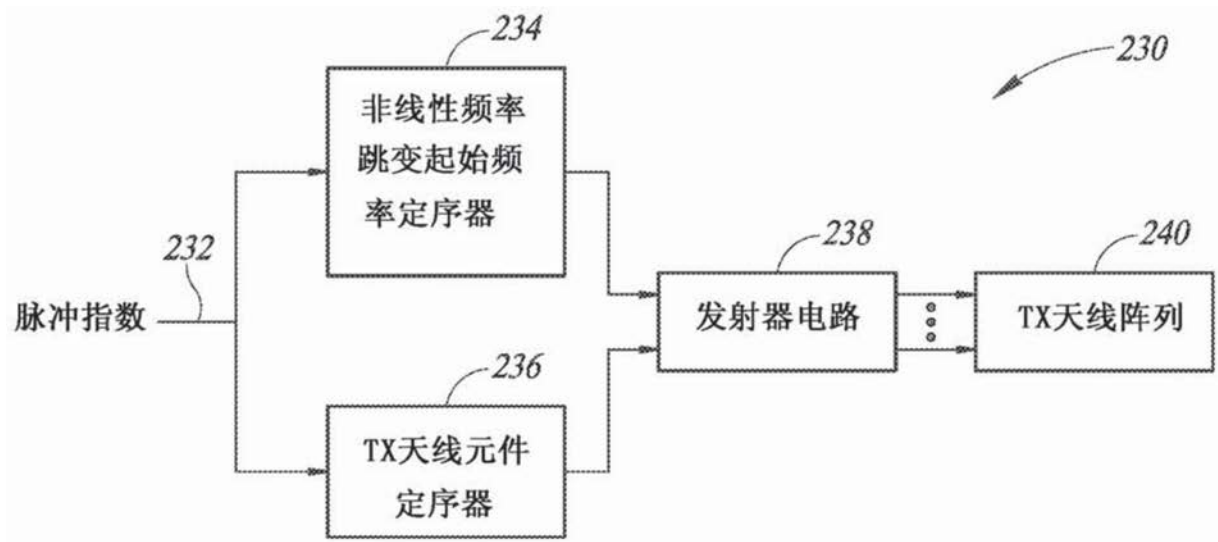 234
230
非线性频率
跳变起始频
率定序器
232
238
240
脉冲指数
发射器电路
TX天线阵列
236
TX天线元件
定序器